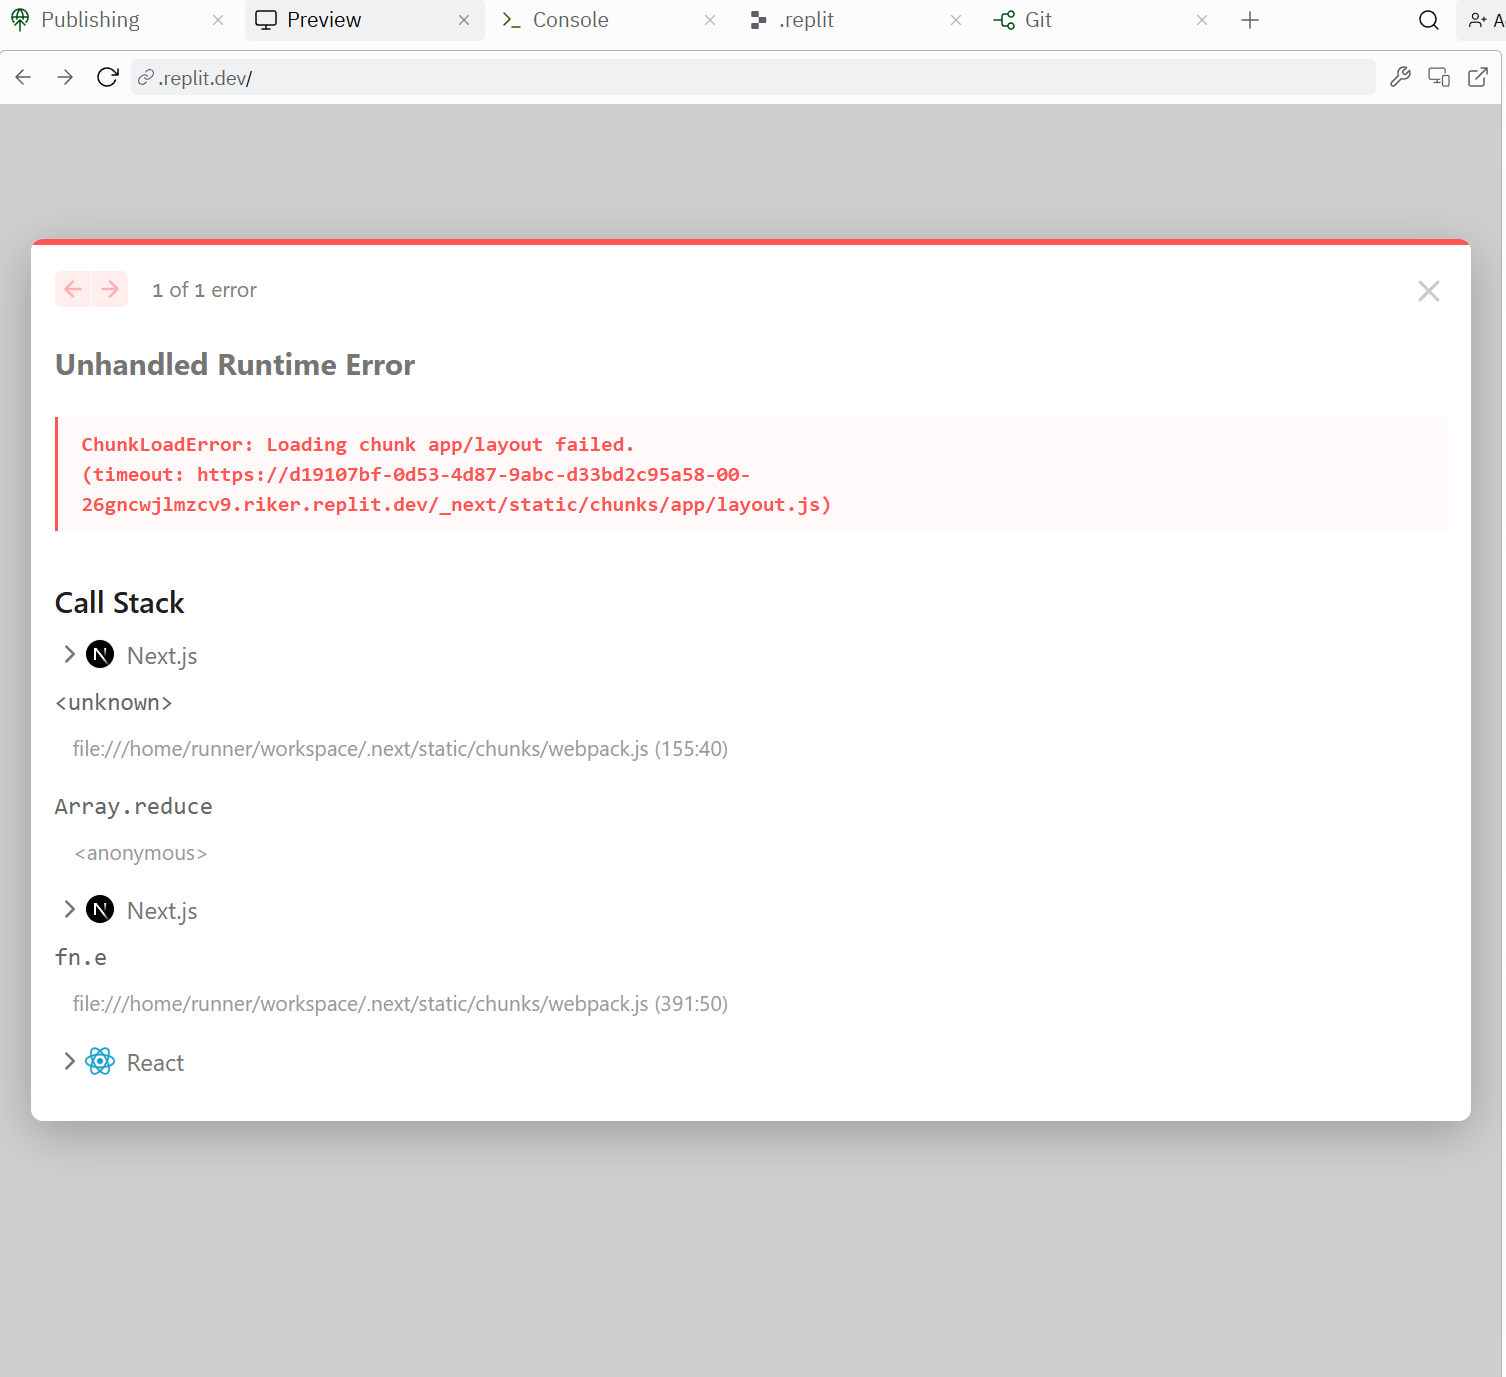 Publishing
Preview
Console
.replit
Git
.replit.dev/
1 of 1 error
Unhandled Runtime Error
ChunkLoadError: Loading chunk app/layout failed.
(timeout: https://d19107bf-0d53-4d87-9abc-d33bd2c95a58-00-
26gncwjlmzcv9.riker.replit.dev/_next/static/chunks/app/layout.js)
Call Stack
Next.js
<unknown>
file:///home/runner/workspace/.next/static/chunks/webpack.js (155:40)
Array.reduce
<anonymous>
Next.js
fn.e
file:///home/runner/workspace/.next/static/chunks/webpack.js (391:50)
React